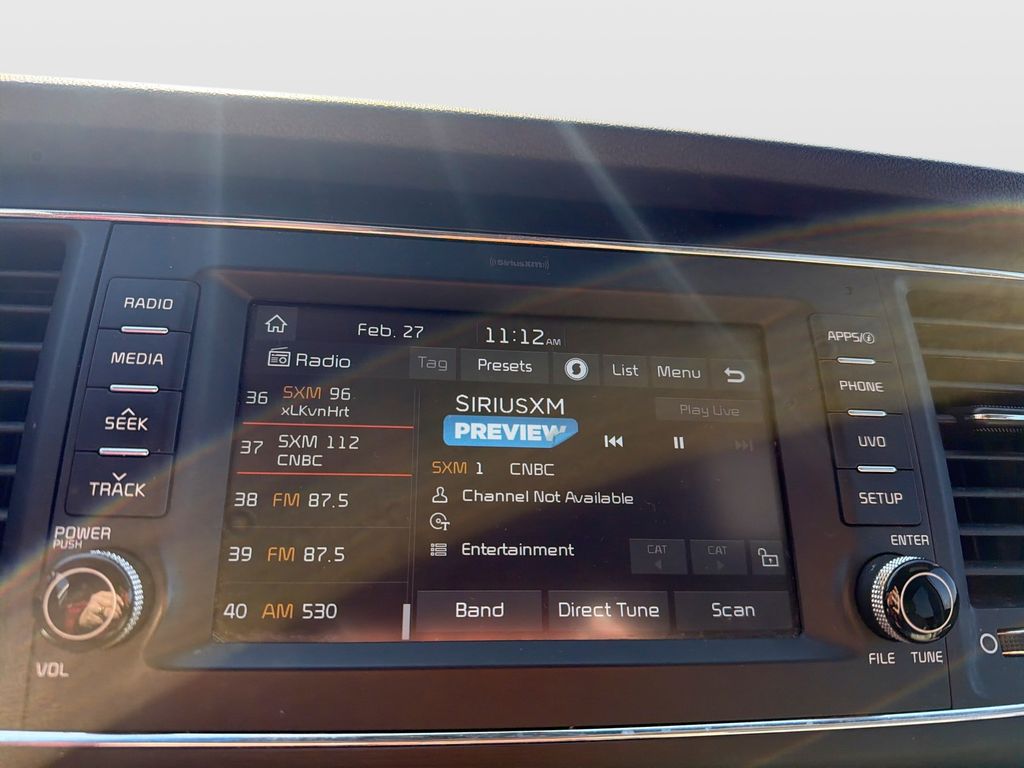 ((SiriusXM))
RADIO
MEDIA
SEEK
TRACK
POWER
PUSH
VOL
Feb. 27
11:12 AM
Radio
Tag
Presets
List
Menu
36 SXM 96
xLKvnHrt
37 SXM 112
CNBC
38 FM 87.5
39 FM 87.5
40 AM 530
SIRIUSXM
PREVIEW
Play Live
SXM 1 CNBC
Channel Not Available
Entertainment
CAT
CAT
Band
Direct Tune
Scan
APPS/i
PHONE
UVO
SETUP
ENTER
FILE TUNE